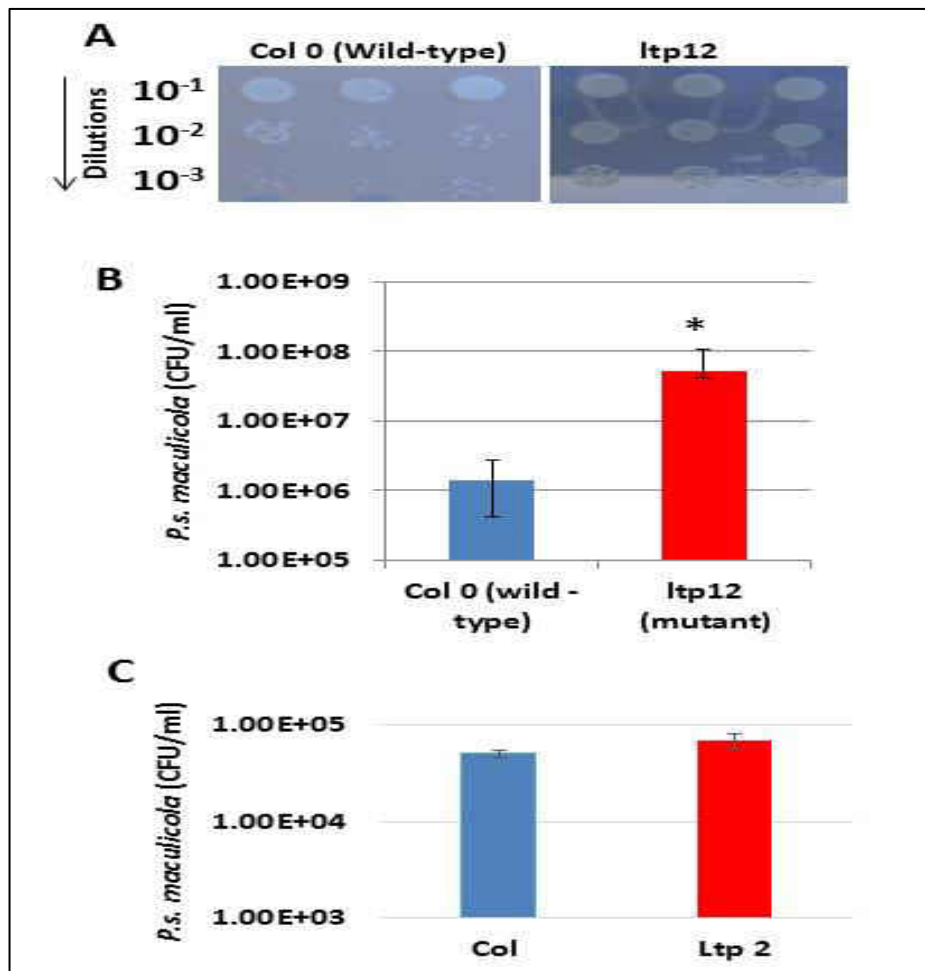 A
Col 0 (Wild-type)
ltp12
Dilutions
10⁻¹
10⁻²
10⁻³
B
P.s. maculicola (CFU/ml)
1.00E+09
1.00E+08
1.00E+07
1.00E+06
1.00E+05
*
Col 0 (wild -
type)
ltp12
(mutant)
C
P.s. maculicola (CFU/ml)
1.00E+05
1.00E+04
1.00E+03
Col
Ltp 2